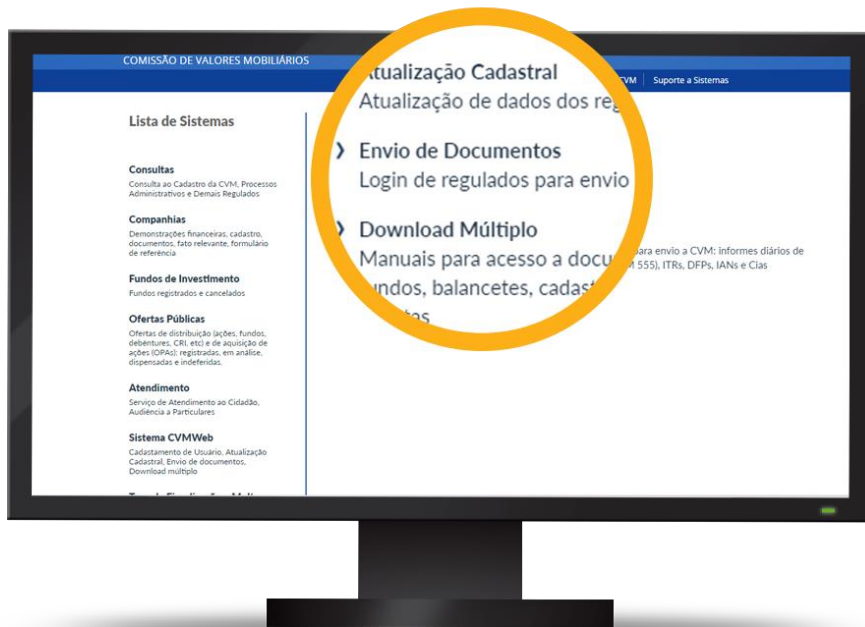 COMISSÃO DE VALORES MOBILIÁRIOS
CVM | Suporte a Sistemas
Lista de Sistemas
Consultas
Consulta ao Cadastro da CVM, Processos
Administrativos e Demais Regulados
Companhias
Demonstrações financeiras, cadastro,
documentos, fato relevante, formulário
de referência
Fundos de Investimento
Fundos registrados e cancelados
Ofertas Públicas
Ofertas de distribuição (ações, fundos,
debêntures, CRI, etc) e de aquisição de
ações (OPAs): registradas, em análise,
dispensadas e indeferidas.
Atendimento
Serviço de Atendimento ao Cidadão,
Audiência a Particulares
Sistema CVMWeb
Cadastamento de Usuário, Atualização
Cadastral, Envio de documentos,
Download múltiplo
Atualização Cadastral
Atualização de dados dos
Envio de Documentos
Login de regulados para envio
Download Múltiplo
Manuais para acesso a
fundos, balancetes,
para envio a CVM: informes diários de
555), ITRs, DFPs, IANs e Cias